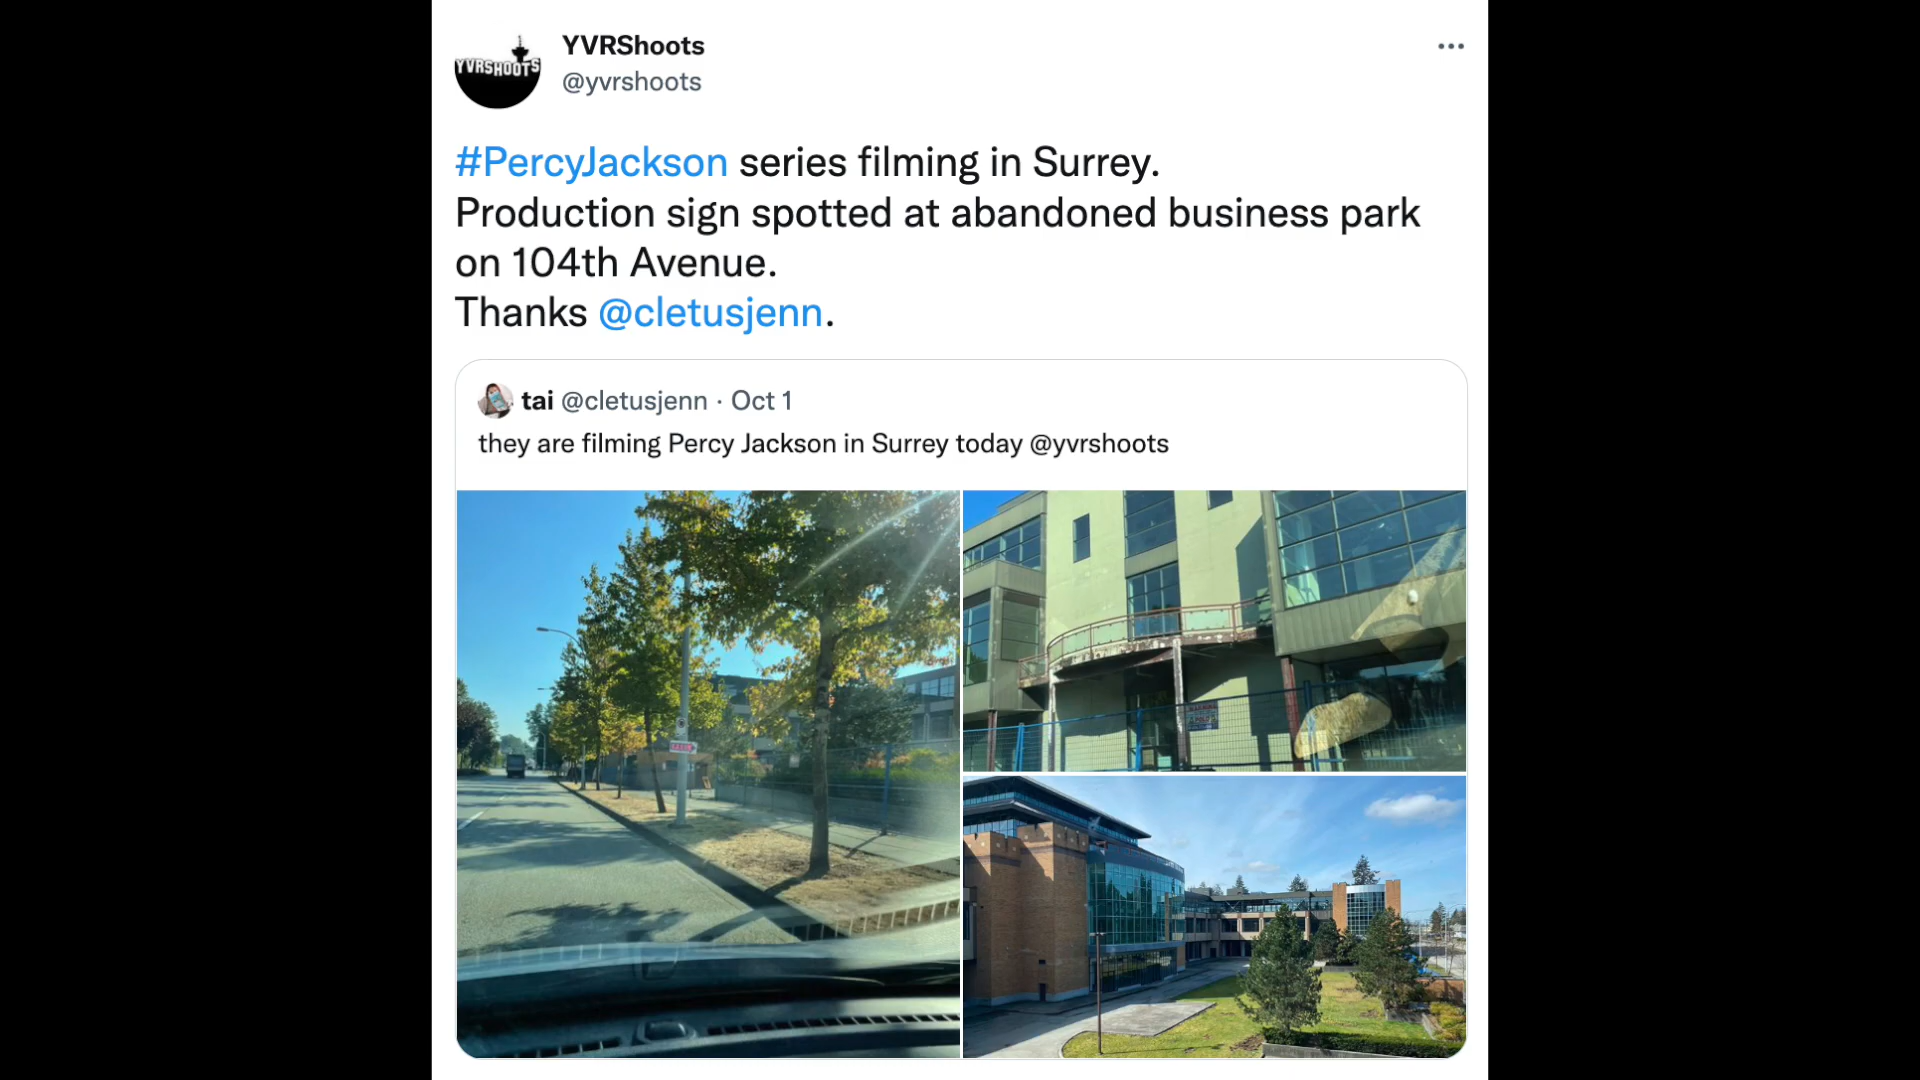 YVRSHOOTS
YVRShoots
@yvrshoots
#PercyJackson series filming in Surrey.
Production sign spotted at abandoned business park
on 104th Avenue.
Thanks @cletusjenn.
tai @cletusjenn · Oct 1
they are filming Percy Jackson in Surrey today @yvrshoots